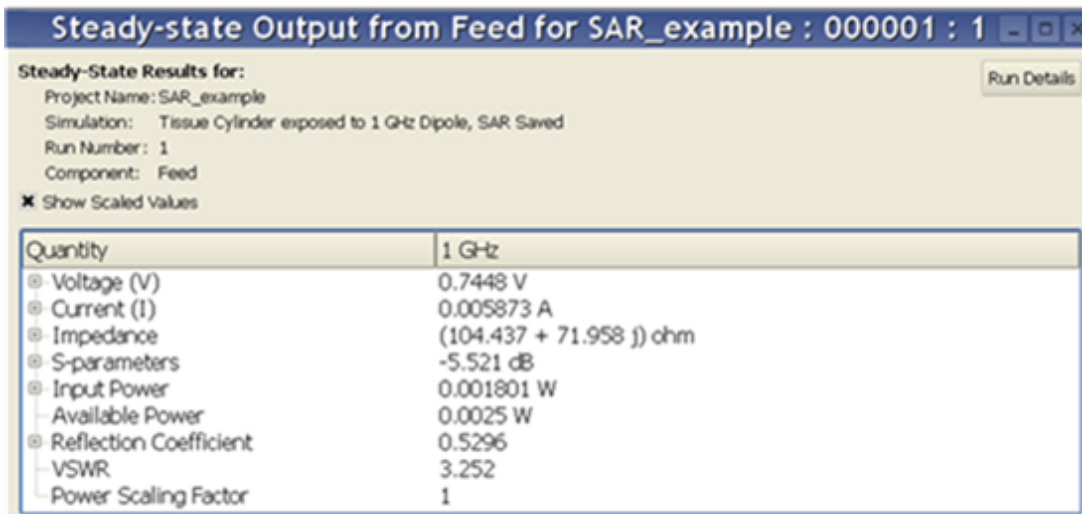 Steady-state Output from Feed for SAR_example : 000001 : 1
Steady-State Results for:
Run Details
Project Name: SAR_example
Simulation: Tissue Cylinder exposed to 1 GHz Dipole, SAR Saved
Run Number: 1
Component: Feed
Show Scaled Values
Quantity 1 GHz
Voltage (V) 0.7448 V
Current (I) 0.005873 A
Impedance (104.437 + 71.958 j) ohm
S-parameters -5.521 dB
Input Power 0.001801 W
Available Power 0.0025 W
Reflection Coefficient 0.5296
VSWR 3.252
Power Scaling Factor 1